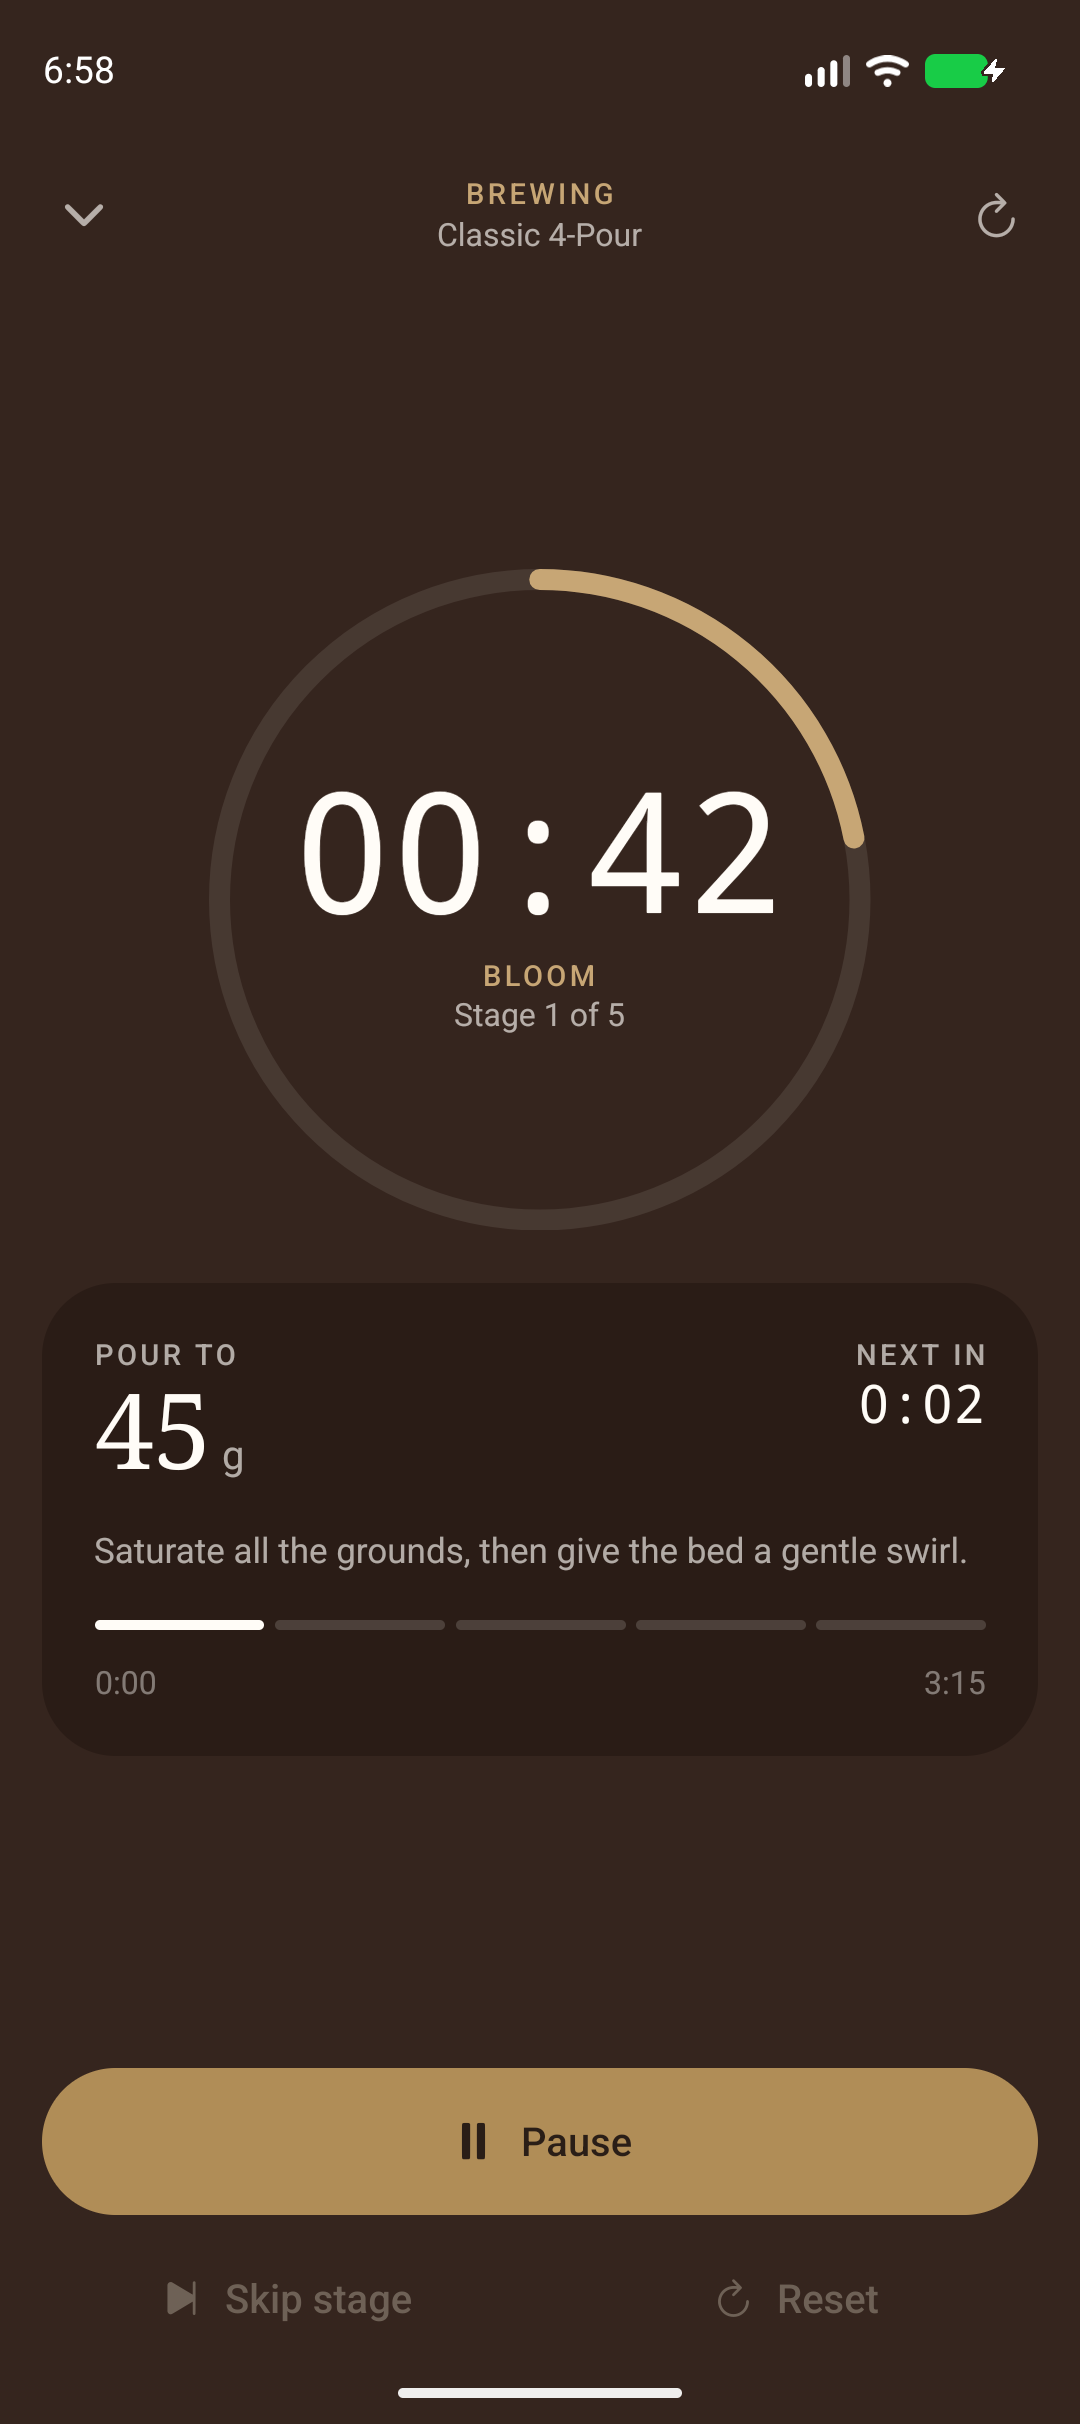 6:58
BREWING
Classic 4-Pour
00:42
BLOOM
Stage 1 of 5
POUR TO
NEXT IN
45 g
0:02
Saturate all the grounds, then give the bed a gentle swirl.
0:00
3:15
Pause
Skip stage
Reset